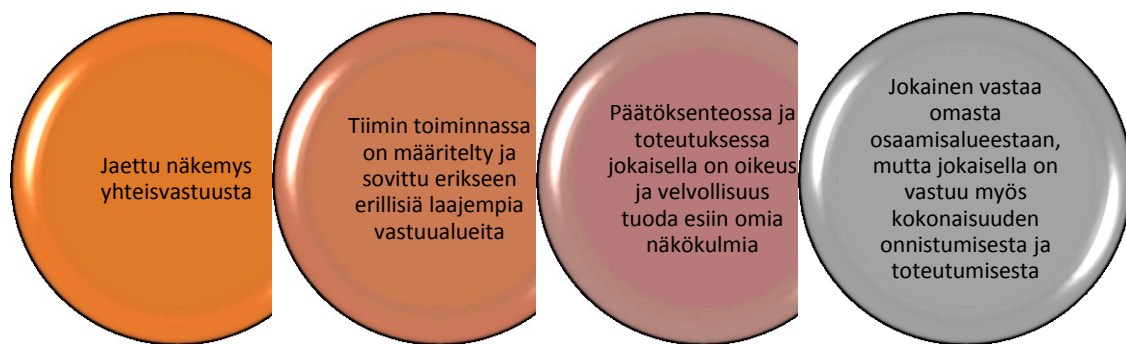 Jaettu näkemys
yhteisvastuusta
Tiimin toiminnassa
on määritelty ja
sovittu erikseen
erillisiä laajempia
vastuualueita
Päätöksenteossa ja
toteutuksessa
jokaisella on oikeus
ja velvollisuus
tuoda esiin omia
näkökulmia
Jokainen vastaa
omasta
osaamisalueestaan,
mutta jokaisella on
vastuu myös
kokonaisuuden
onnistumisesta ja
toteutumisesta